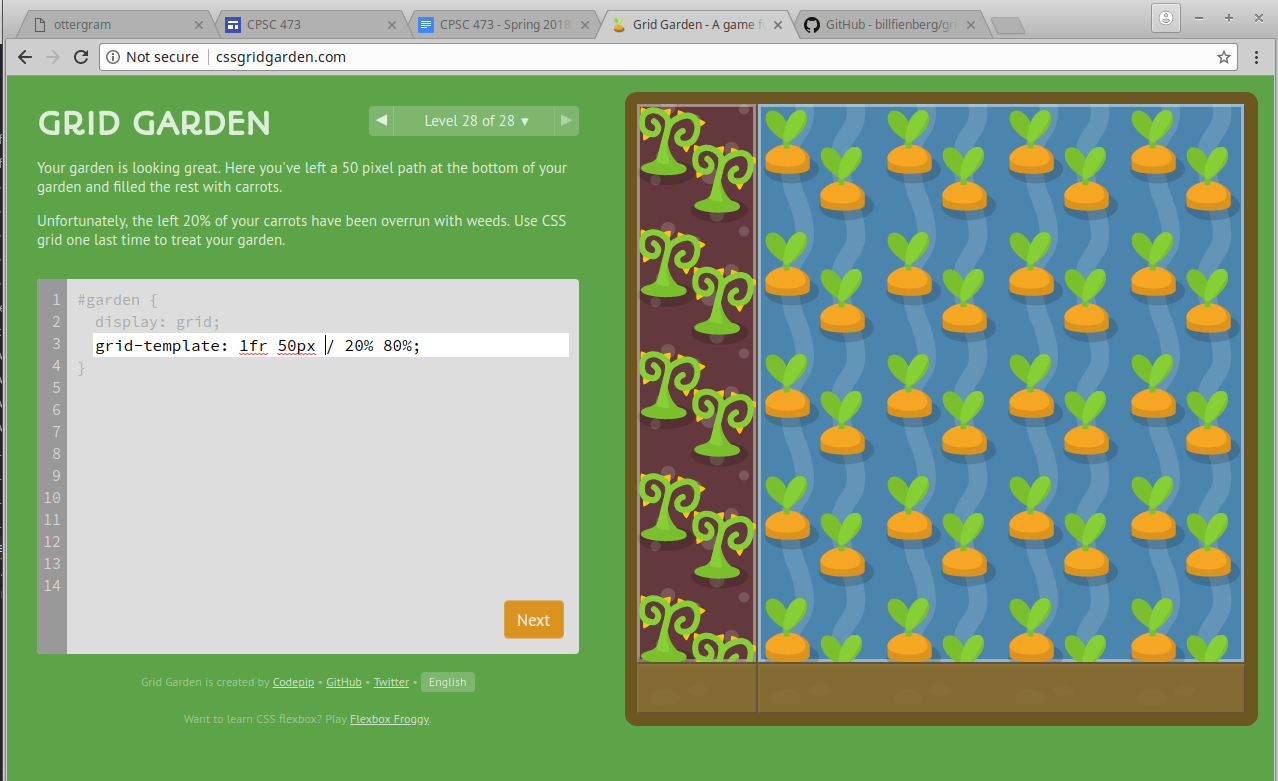 ottergram
CPSC 473
CPSC 473 - Spring 2018
Grid Garden - A game f
GitHub - billfienberg/gr
Not secure
cssgridgarden.com
GRID GARDEN
◀ Level 28 of 28 ▾ ▶
Your garden is looking great. Here you've left a 50 pixel path at the bottom of your
garden and filled the rest with carrots.
Unfortunately, the left 20% of your carrots have been overrun with weeds. Use CSS
grid one last time to treat your garden.
1 #garden {
2 display: grid;
3 grid-template: 1fr 50px / 20% 80%;
4 }
5
6
7
8
9
10
11
12
13
14
Next
Grid Garden is created by Codepip • GitHub • Twitter • English
Want to learn CSS flexbox? Play Flexbox Froggy.